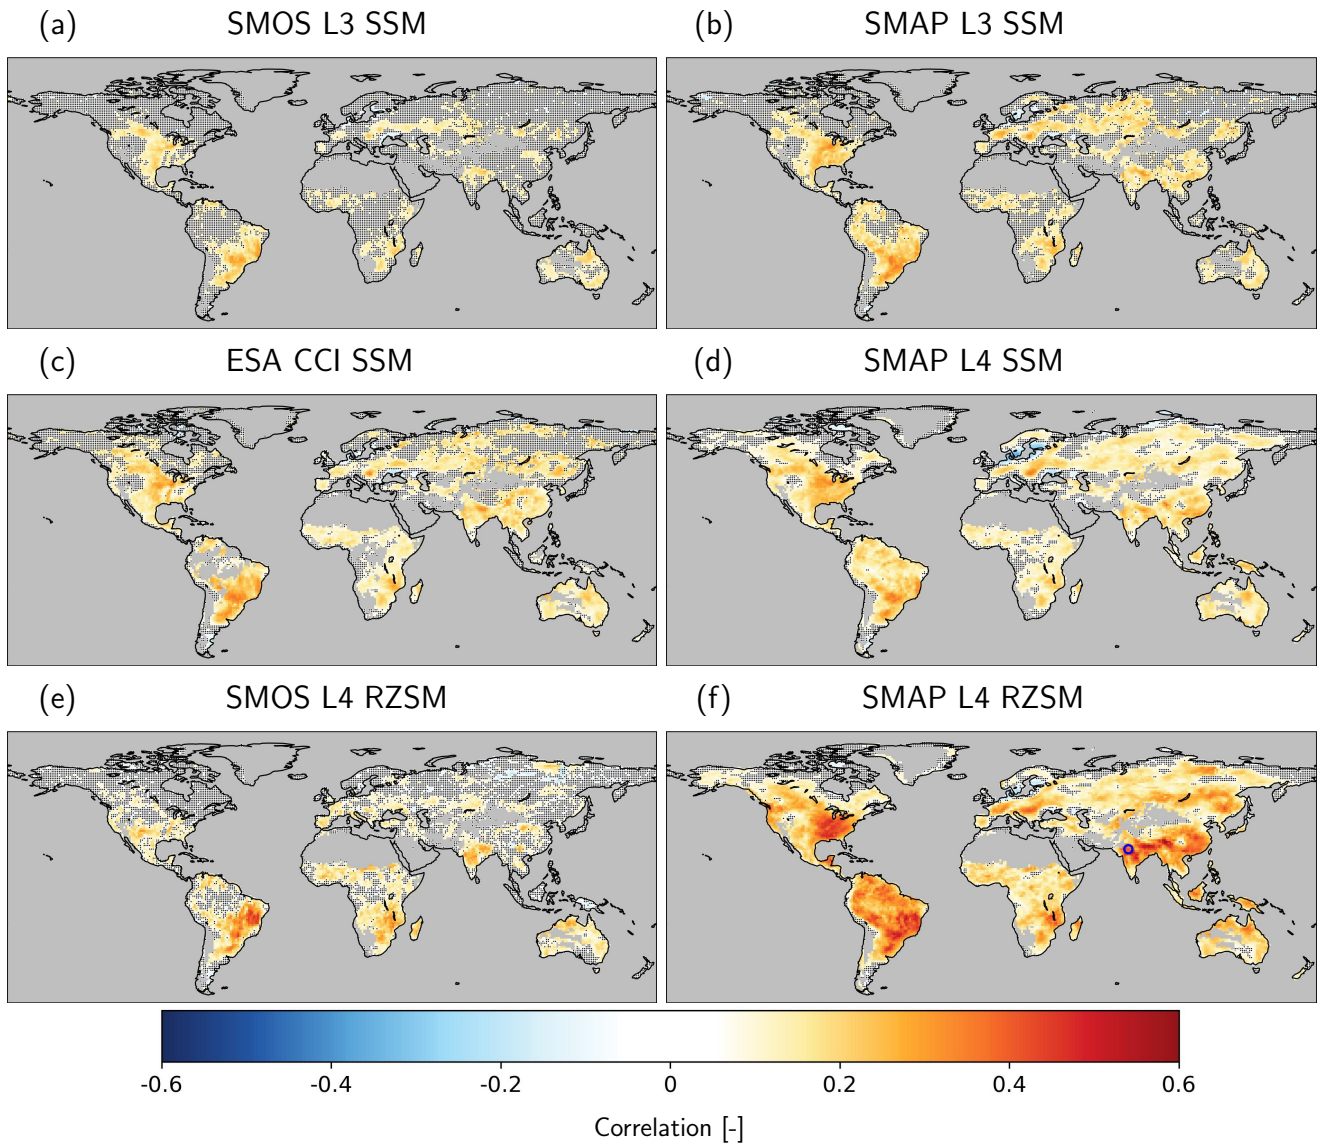 (a) SMOS L3 SSM
(b) SMAP L3 SSM
(c) ESA CCI SSM
(d) SMAP L4 SSM
(e) SMOS L4 RZSM
(f) SMAP L4 RZSM
-0.6 -0.4 -0.2 0 0.2 0.4 0.6
Correlation [-]